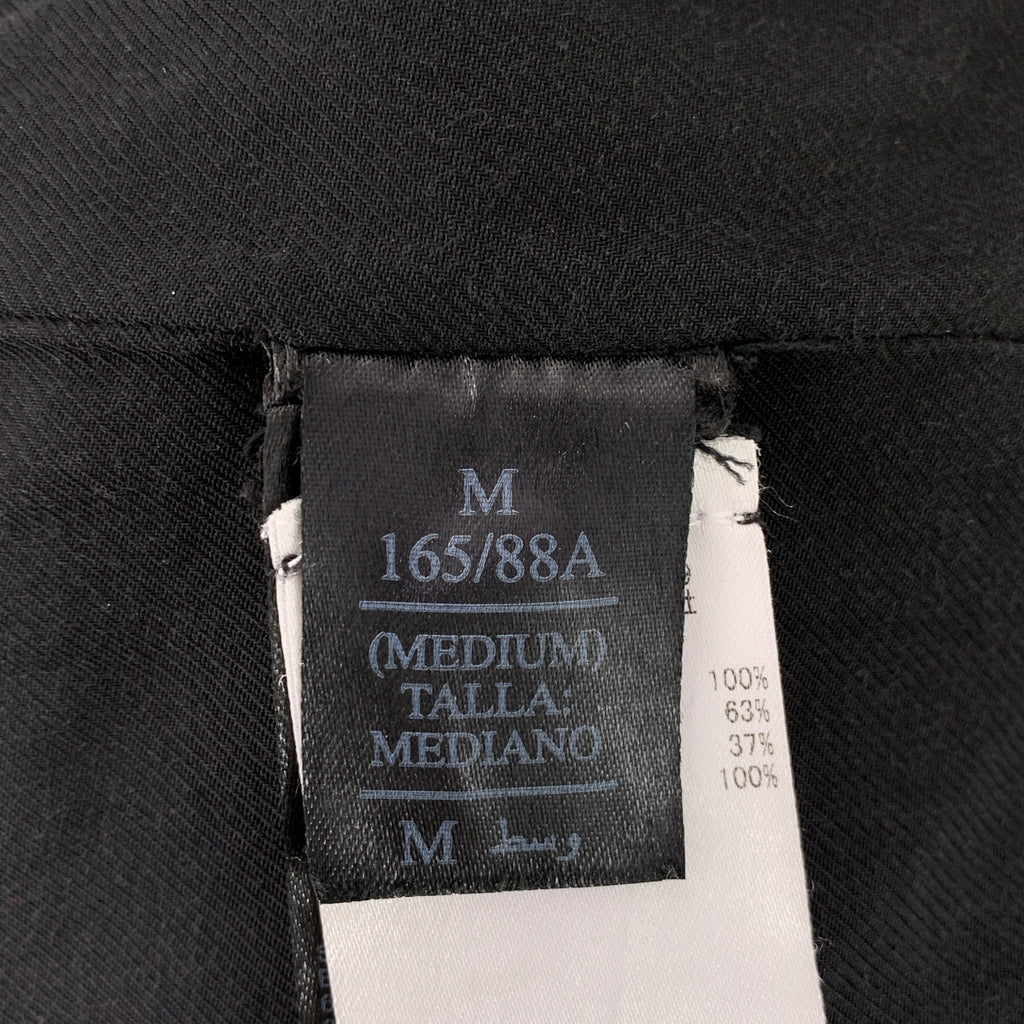 M
165/88A
(MEDIUM)
TALLA:
MEDIANO
M وسط
100%
63%
37%
100%